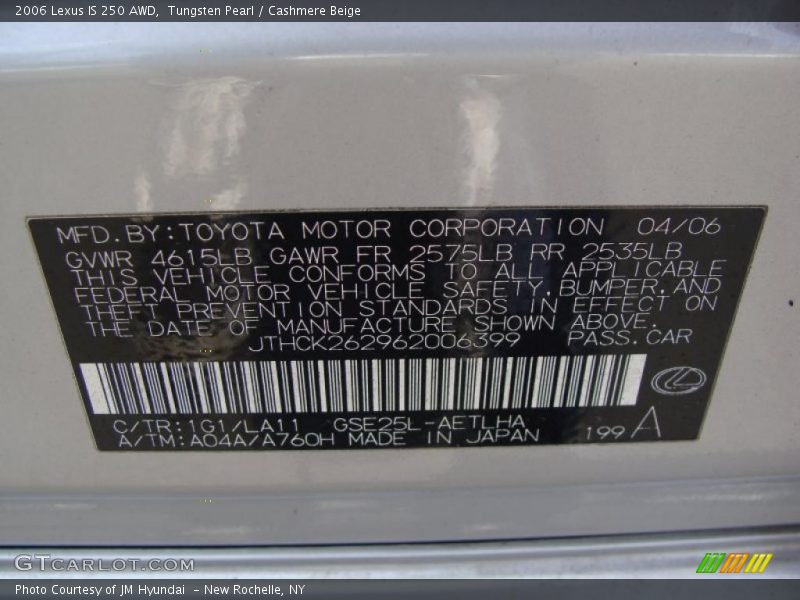 2006 Lexus IS 250 AWD,  Tungsten Pearl / Cashmere Beige
MFD.BY:TOYOTA MOTOR CORPORATION 04/06
GVWR 4615LB GAWR FR 2575LB RR 2535LB
THIS VEHICLE CONFORMS TO ALL APPLICABLE
FEDERAL MOTOR VEHICLE SAFETY,BUMPER,AND
THEFT PREVENTION STANDARDS IN EFFECT ON
THE DATE OF MANUFACTURE SHOWN ABOVE.
JTHCK262962006399 PASS.CAR
C/TR:1G1/LA11 GSE25L-AETLHA
A/TM:A04A/A760H MADE IN JAPAN 199 A
GTCARLOT.COM
Photo Courtesy of JM Hyundai  - New Rochelle, NY